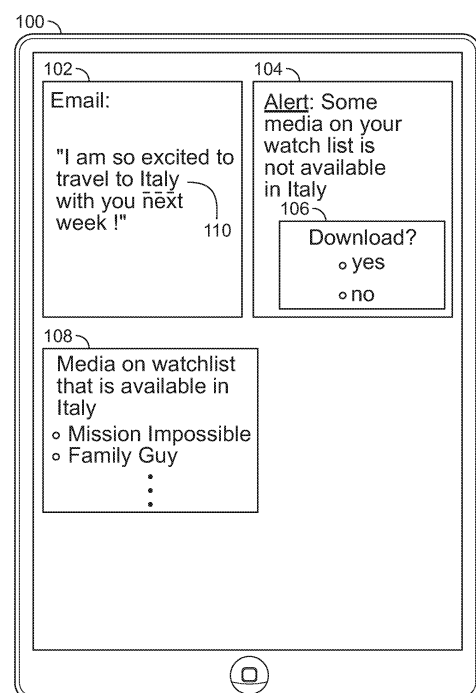 100
102
Email:
"I am so excited to
travel to Italy
with you next
week !"
110
104
Alert: Some
media on your
watch list is
not available
in Italy
106
Download?
yes
no
108
Media on watchlist
that is available in
Italy
Mission Impossible
Family Guy